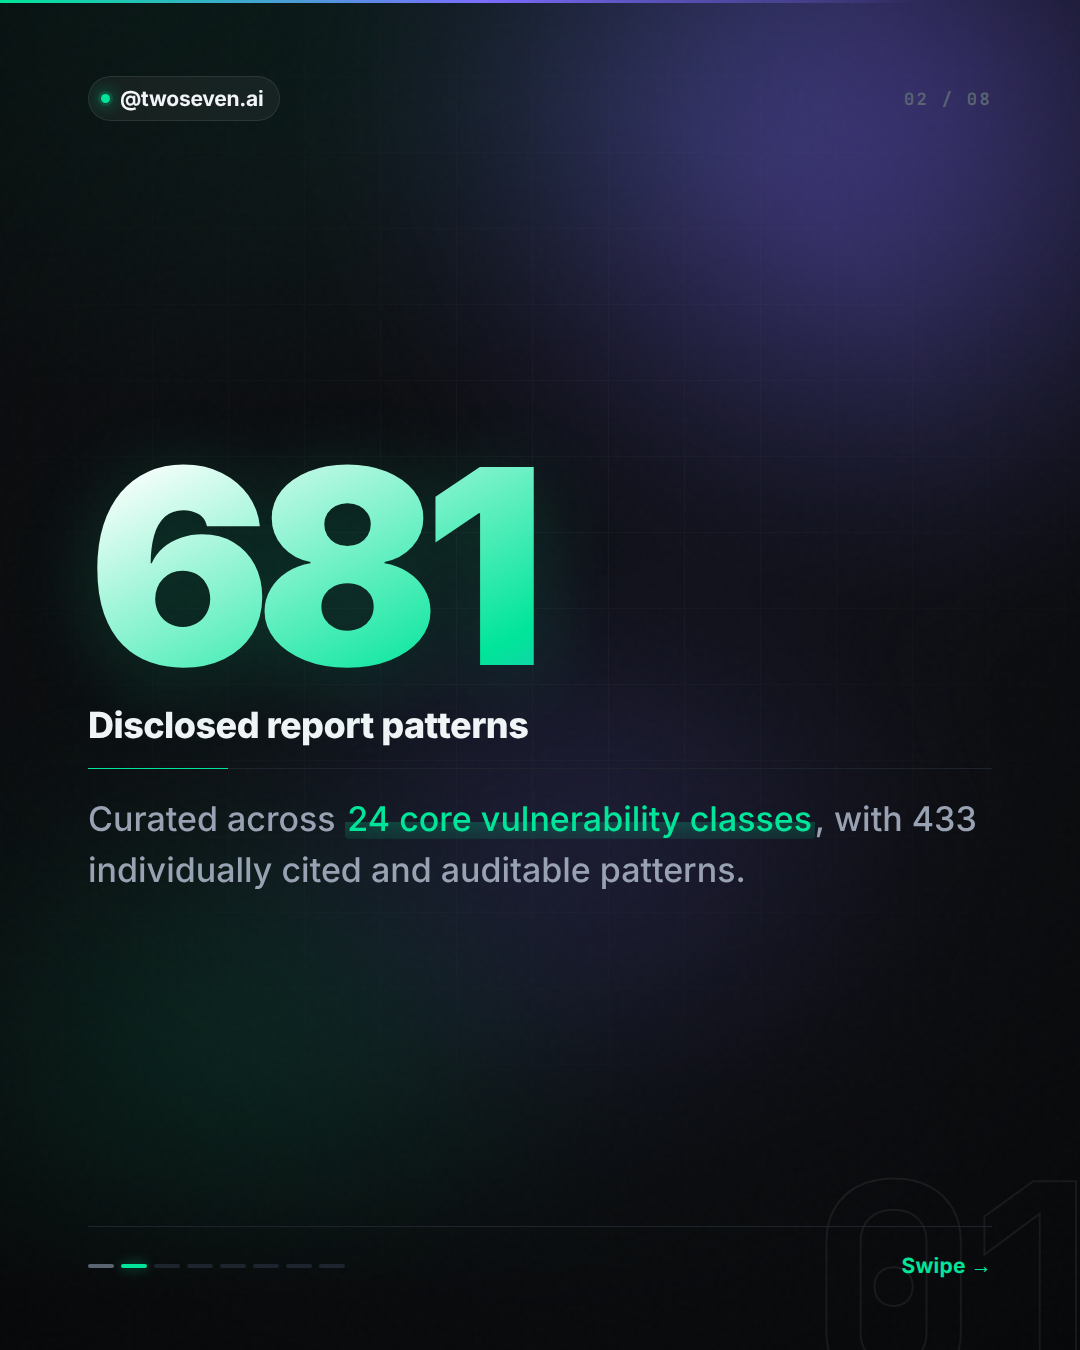 @twoseven.ai
02 / 08
681
Disclosed report patterns
Curated across 24 core vulnerability classes, with 433
individually cited and auditable patterns.
Swipe →
01